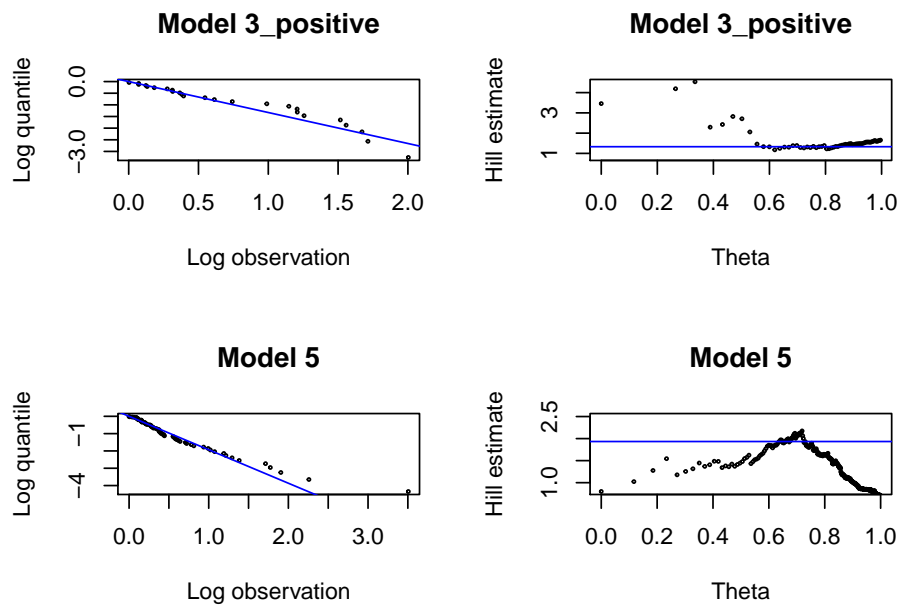 Model 3_positive
Log quantile
0.0
−3.0
0.0 0.5 1.0 1.5 2.0
Log observation
Model 3_positive
Hill estimate
3
1
0.0 0.2 0.4 0.6 0.8 1.0
Theta
Model 5
Log quantile
−1
−4
0.0 1.0 2.0 3.0
Log observation
Model 5
Hill estimate
2.5
1.0
0.0 0.2 0.4 0.6 0.8 1.0
Theta